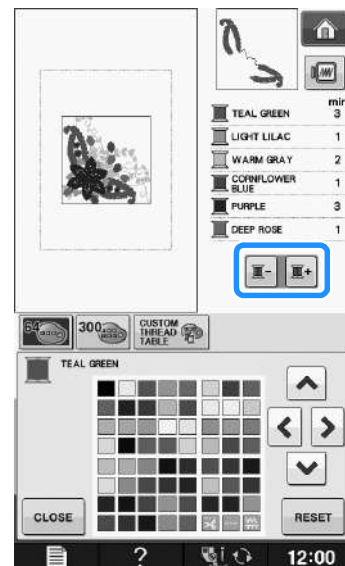 min
TEAL GREEN 3
LIGHT LILAC 1
WARM GRAY 2
CORNFLOWER
BLUE 1
PURPLE 3
DEEP ROSE 1
- +
64 300 CUSTOM
THREAD
TABLE
TEAL GREEN
CLOSE RESET
? i 12:00